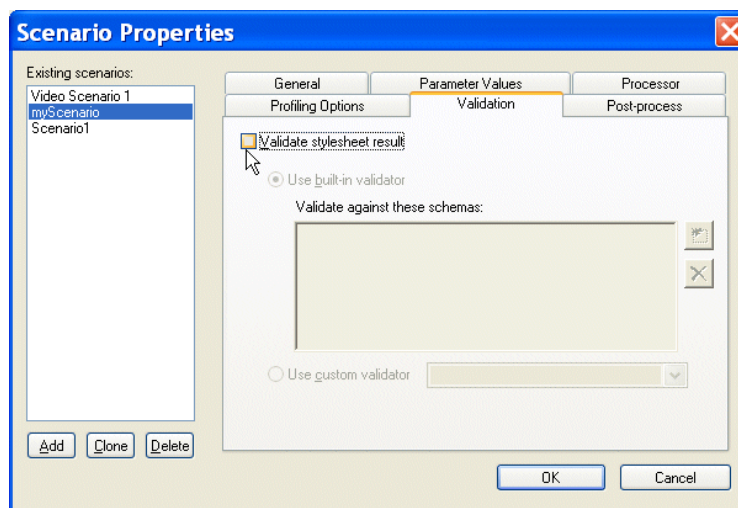 Scenario Properties
Existing scenarios:
Video Scenario 1
myScenario
Scenario1
Add Clone Delete
General Parameter Values Processor
Profiling Options Validation Post-process
Validate stylesheet result
Use built-in validator
Validate against these schemas:
Use custom validator
OK Cancel